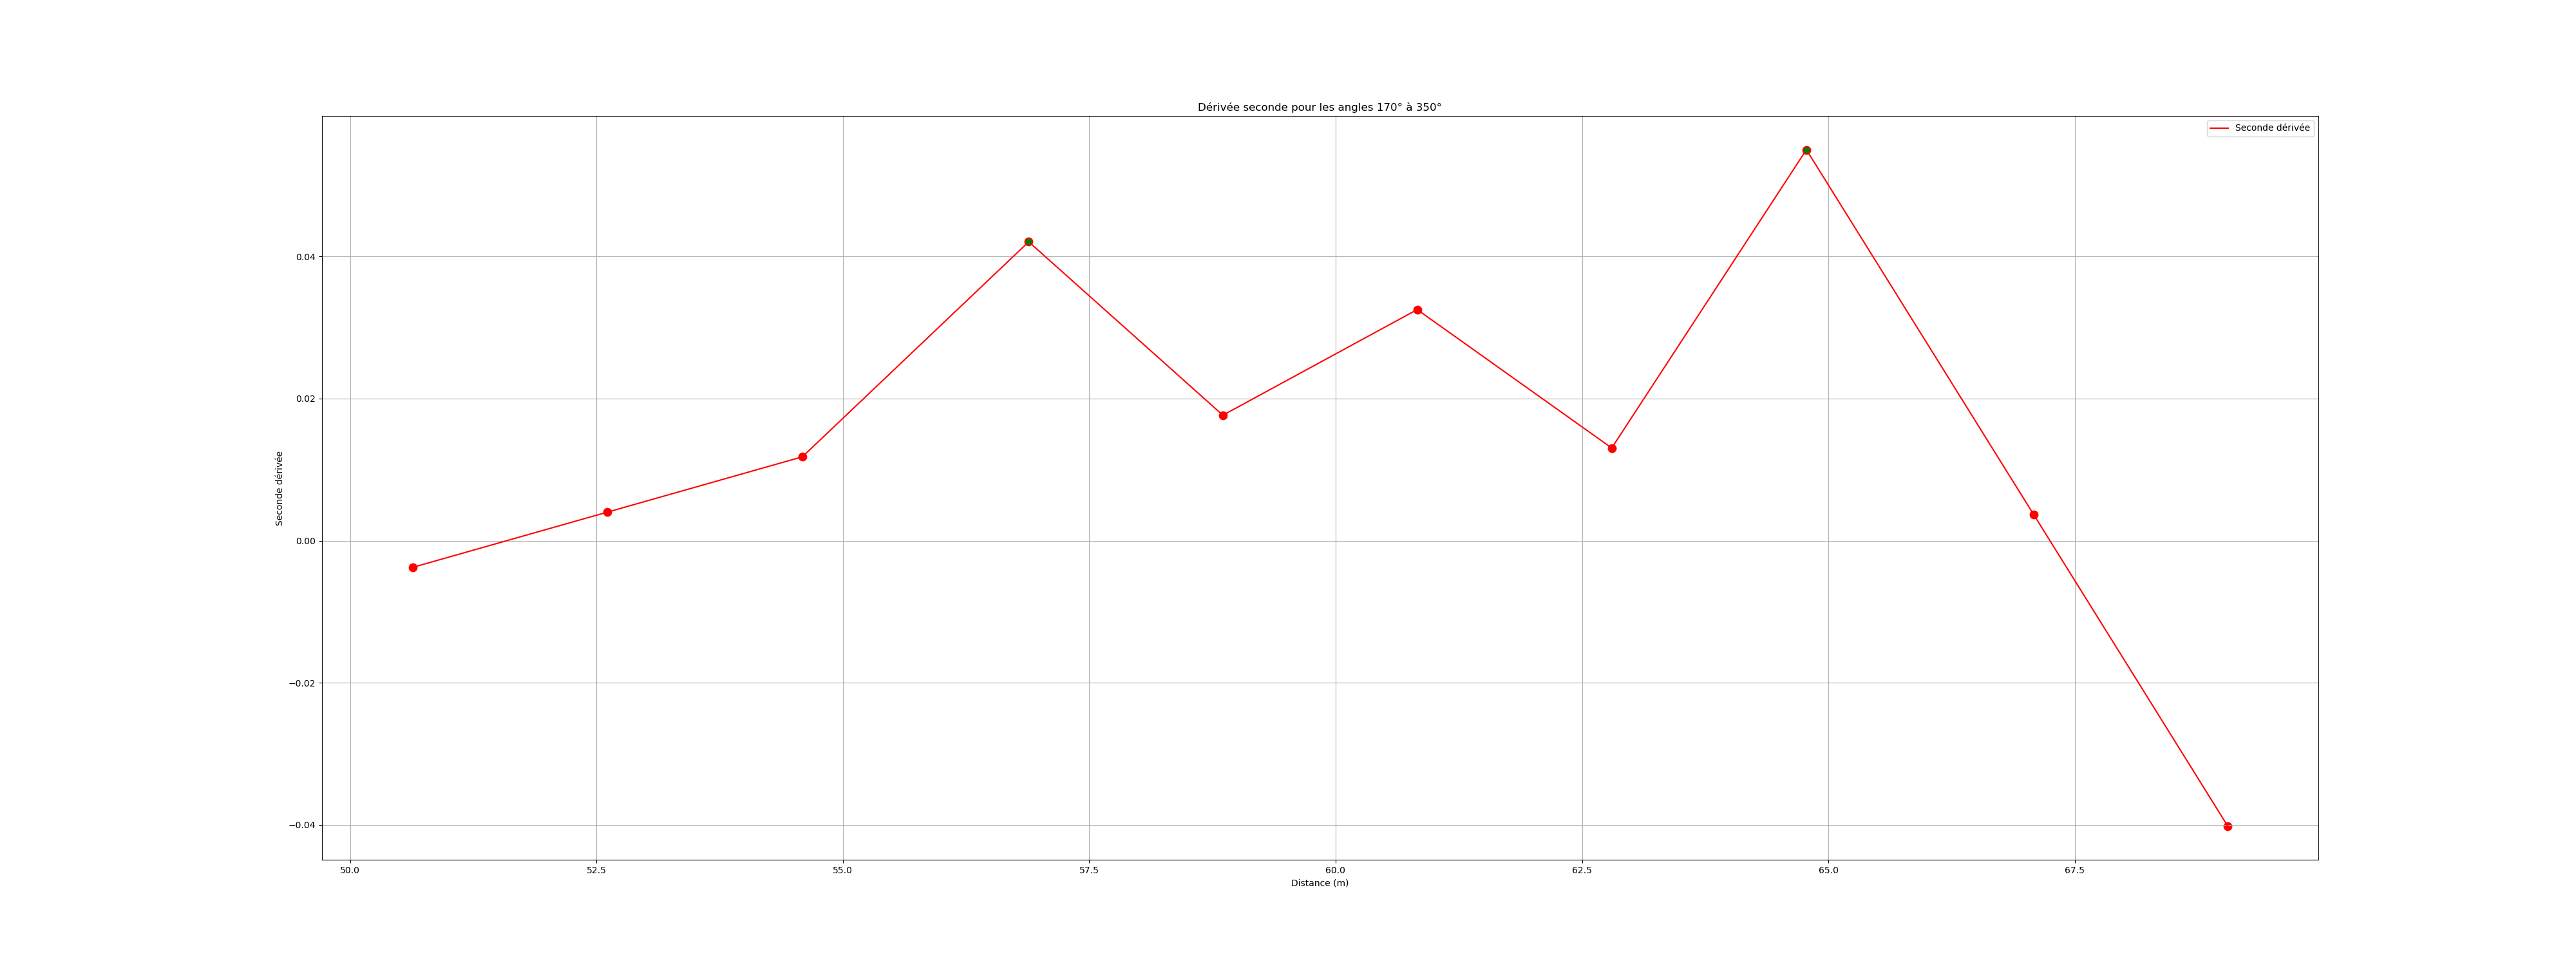 Dérivée seconde pour les angles 170° à 350°
Seconde dérivée
Seconde dérivée
0.04
0.02
0.00
−0.02
−0.04
50.0 52.5 55.0 57.5 60.0 62.5 65.0 67.5
Distance (m)